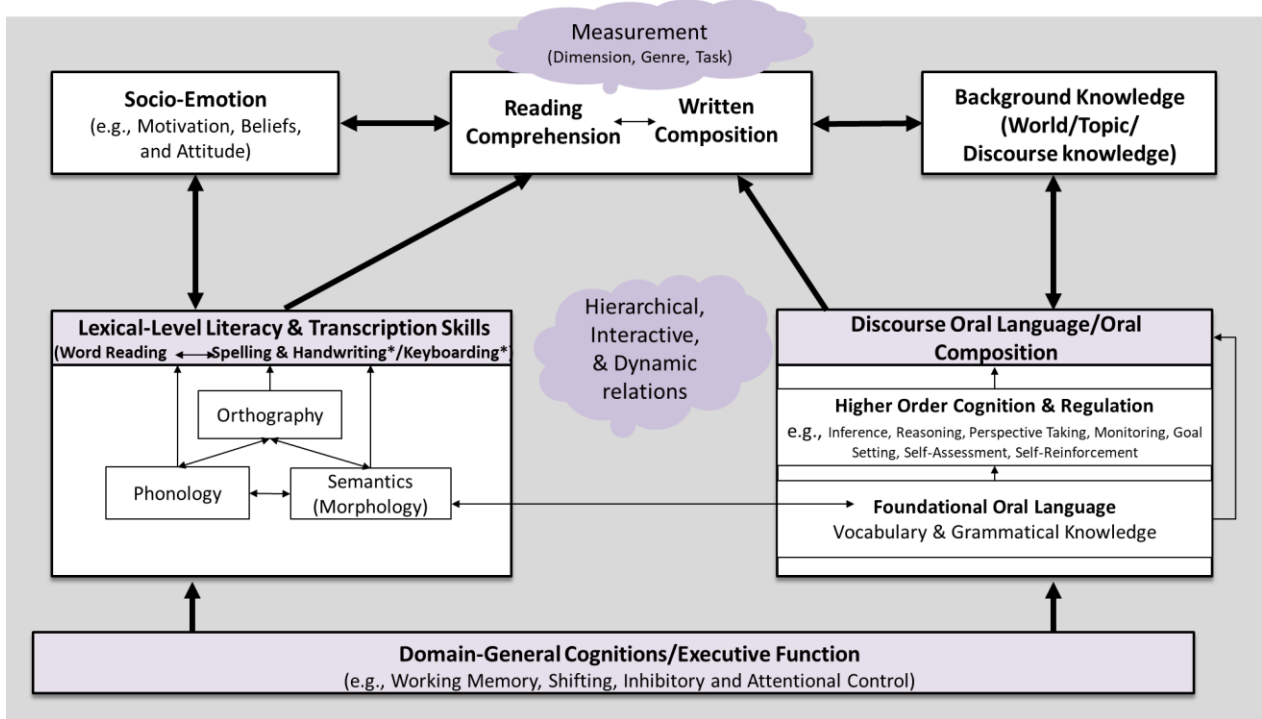 Measurement
(Dimension, Genre, Task)
Socio-Emotion
(e.g., Motivation, Beliefs,
and Attitude)
Reading
Comprehension
Written
Composition
Background Knowledge
(World/Topic/
Discourse knowledge)
Hierarchical,
Interactive,
& Dynamic
relations
Lexical-Level Literacy & Transcription Skills
(Word Reading Spelling & Handwriting*/Keyboarding*)
Orthography
Phonology
Semantics
(Morphology)
Discourse Oral Language/Oral
Composition
Higher Order Cognition & Regulation
e.g., Inference, Reasoning, Perspective Taking, Monitoring, Goal
Setting, Self-Assessment, Self-Reinforcement
Foundational Oral Language
Vocabulary & Grammatical Knowledge
Domain-General Cognitions/Executive Function
(e.g., Working Memory, Shifting, Inhibitory and Attentional Control)